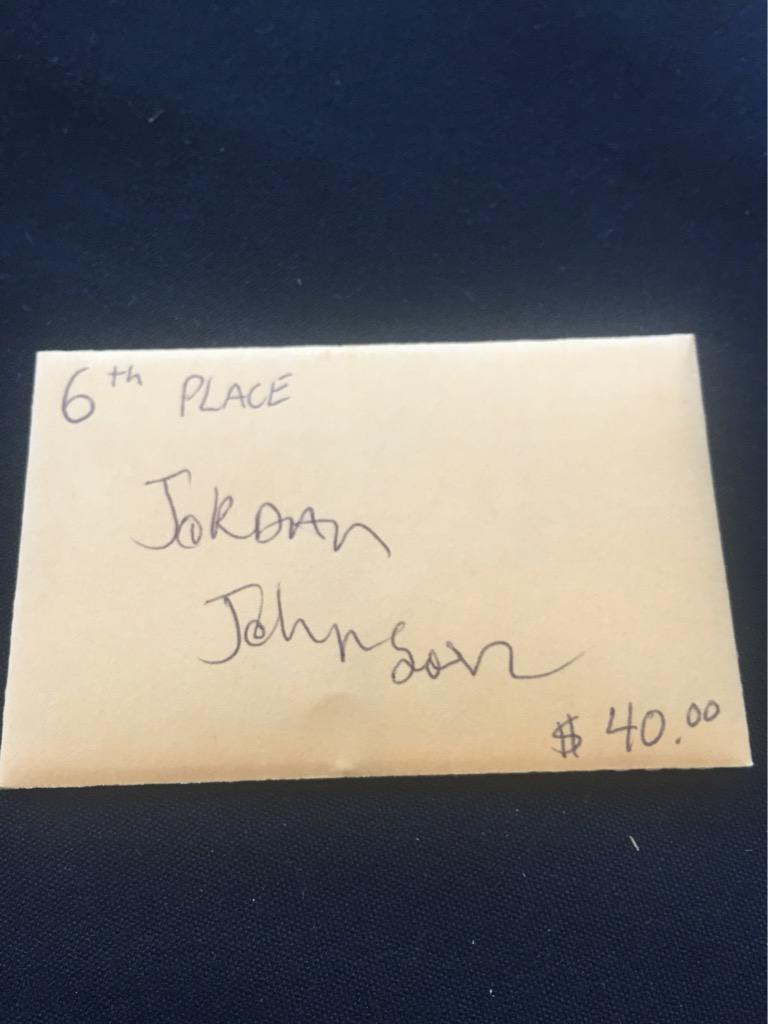 6th PLACE
JORDAn
Johnson
$ 40.00